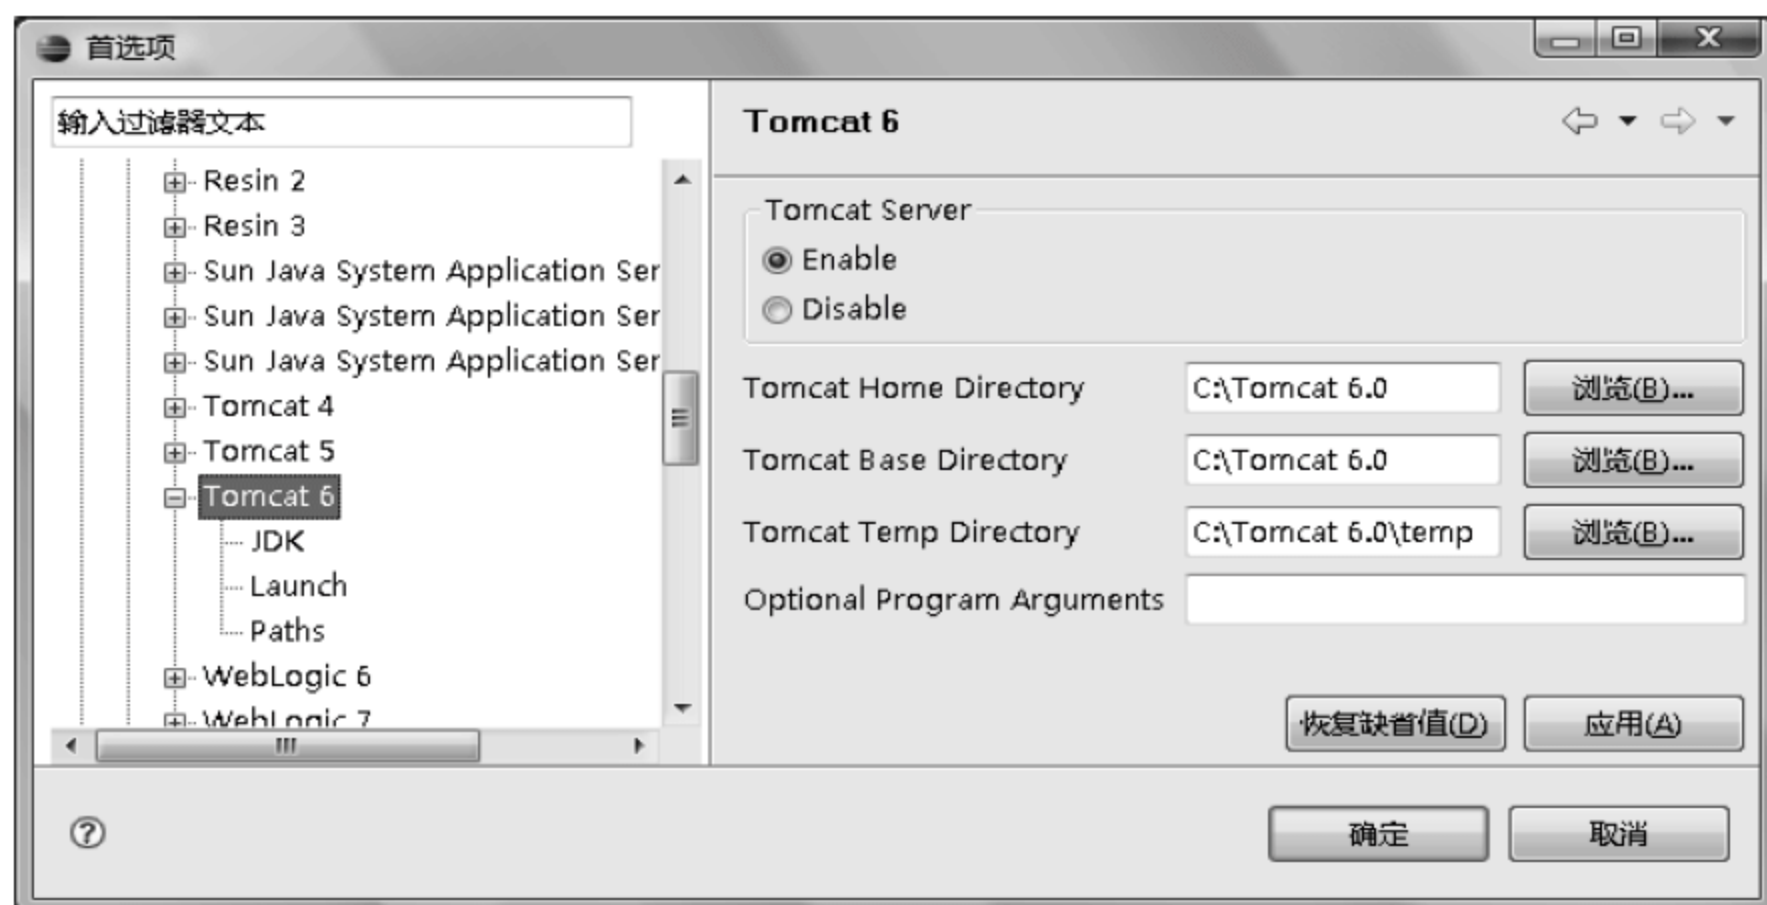 首选项
输入过滤器文本
Resin 2
Resin 3
Sun Java System Application Ser
Sun Java System Application Ser
Sun Java System Application Ser
Tomcat 4
Tomcat 5
Tomcat 6
JDK
Launch
Paths
WebLogic 6
WebLogic 7
Tomcat 6
Tomcat Server
Enable
Disable
Tomcat Home Directory C:\Tomcat 6.0 浏览(B)...
Tomcat Base Directory C:\Tomcat 6.0 浏览(B)...
Tomcat Temp Directory C:\Tomcat 6.0\temp 浏览(B)...
Optional Program Arguments
恢复缺省值(D) 应用(A)
确定 取消